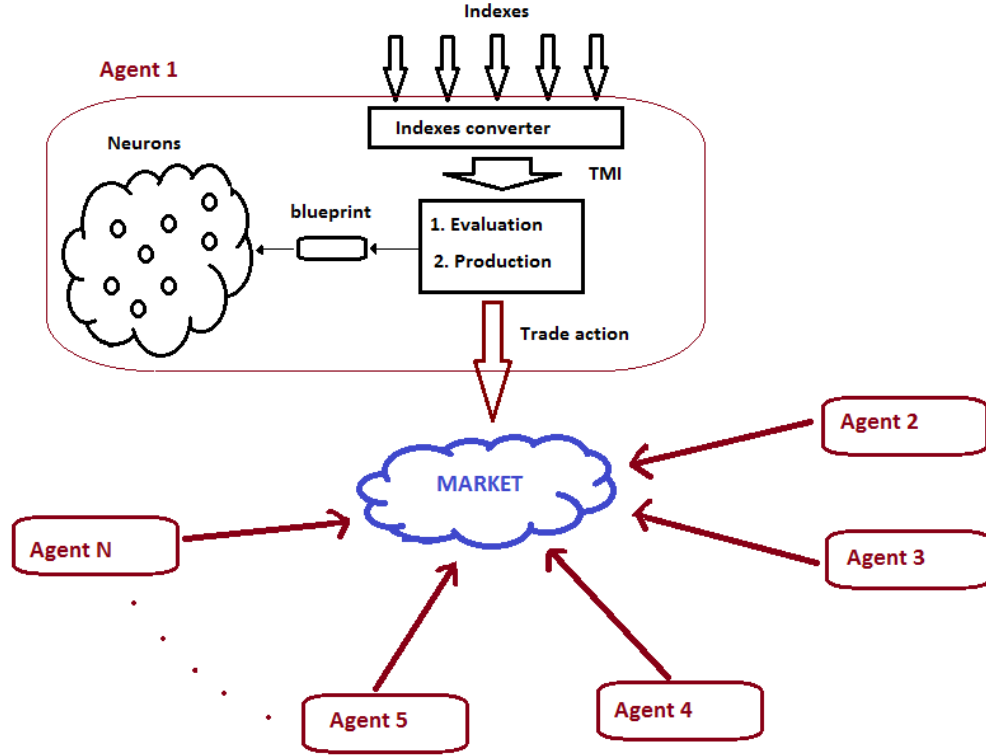 Indexes
Agent 1
Indexes converter
Neurons
TMI
blueprint
1. Evaluation
2. Production
Trade action
Agent 2
MARKET
Agent N
Agent 3
Agent 5
Agent 4